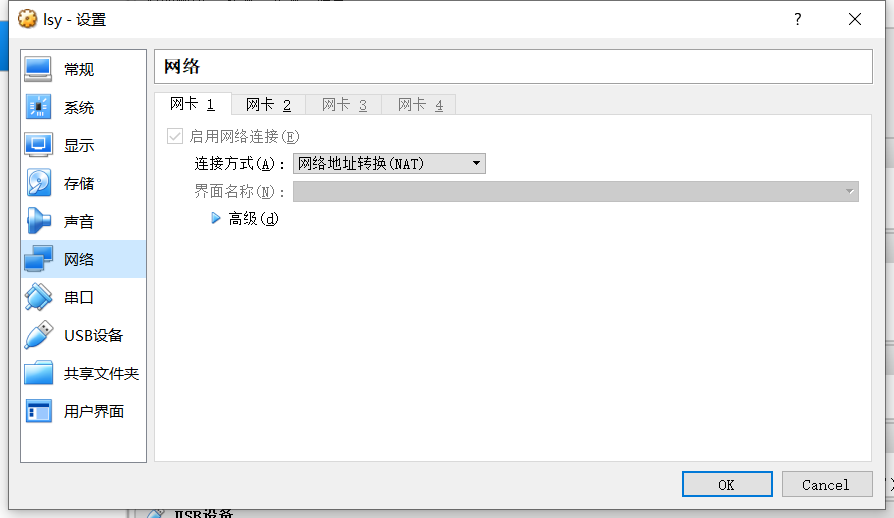 lsy - 设置
?
常规
系统
显示
存储
声音
网络
串口
USB设备
共享文件夹
用户界面
网络
网卡 1 网卡 2 网卡 3 网卡 4
启用网络连接(E)
连接方式(A): 网络地址转换(NAT)
界面名称(N):
高级(d)
OK Cancel
USB设备